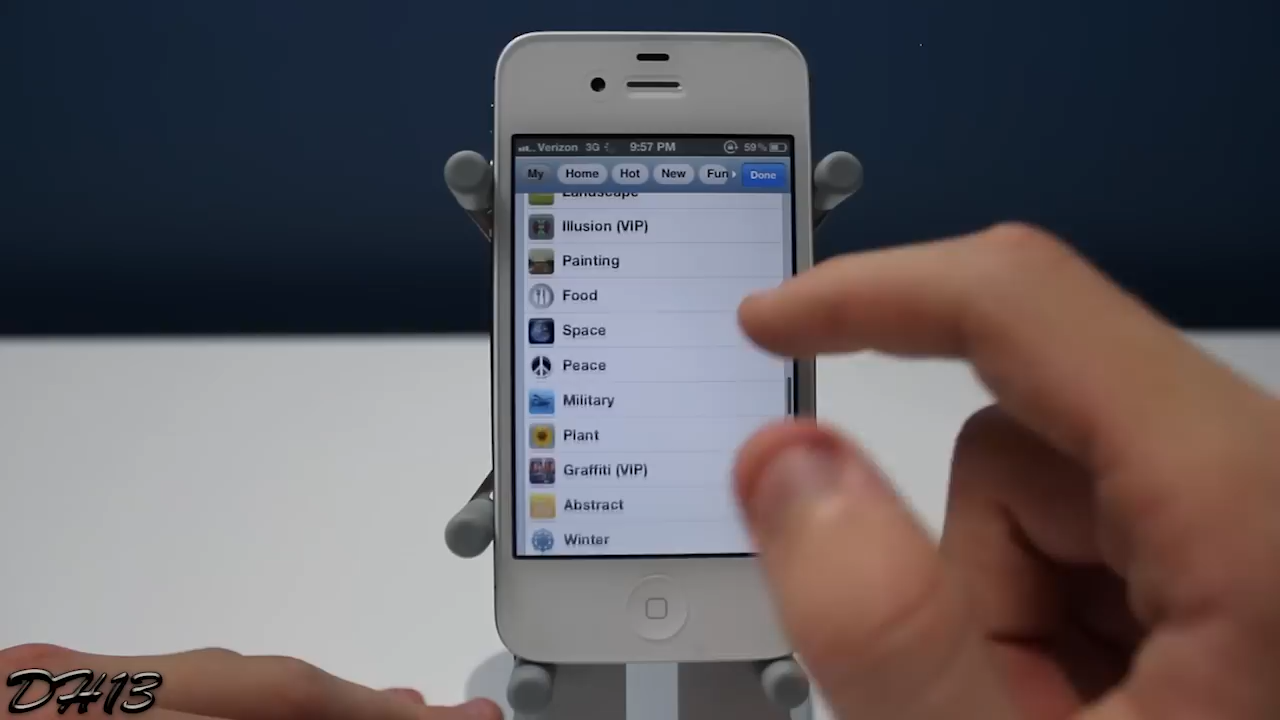 Verizon 3G 9:57 PM 59%
My Home Hot New Fun Done
Landscape
Illusion (VIP)
Painting
Food
Space
Peace
Military
Plant
Graffiti (VIP)
Abstract
Winter
DH13